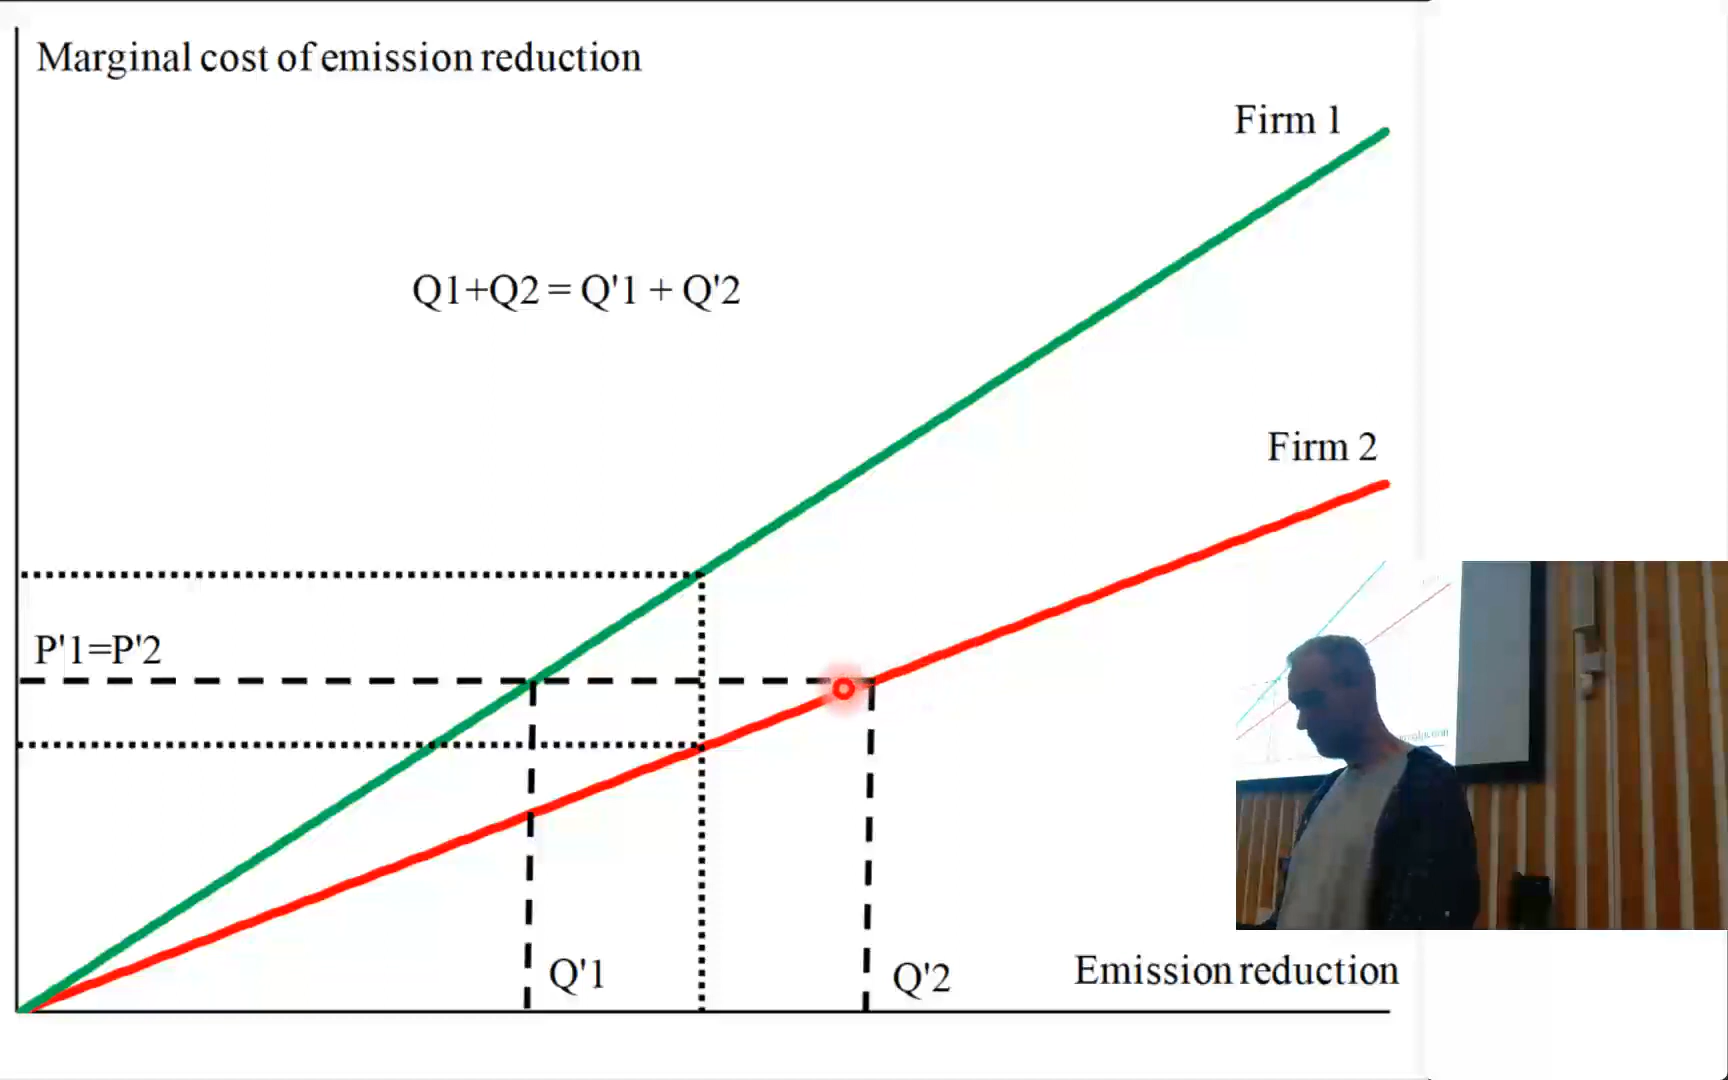 Marginal cost of emission reduction
Firm 1
Q1+Q2 = Q'1 + Q'2
Firm 2
P'1=P'2
Q'1
Q'2
Emission reduction